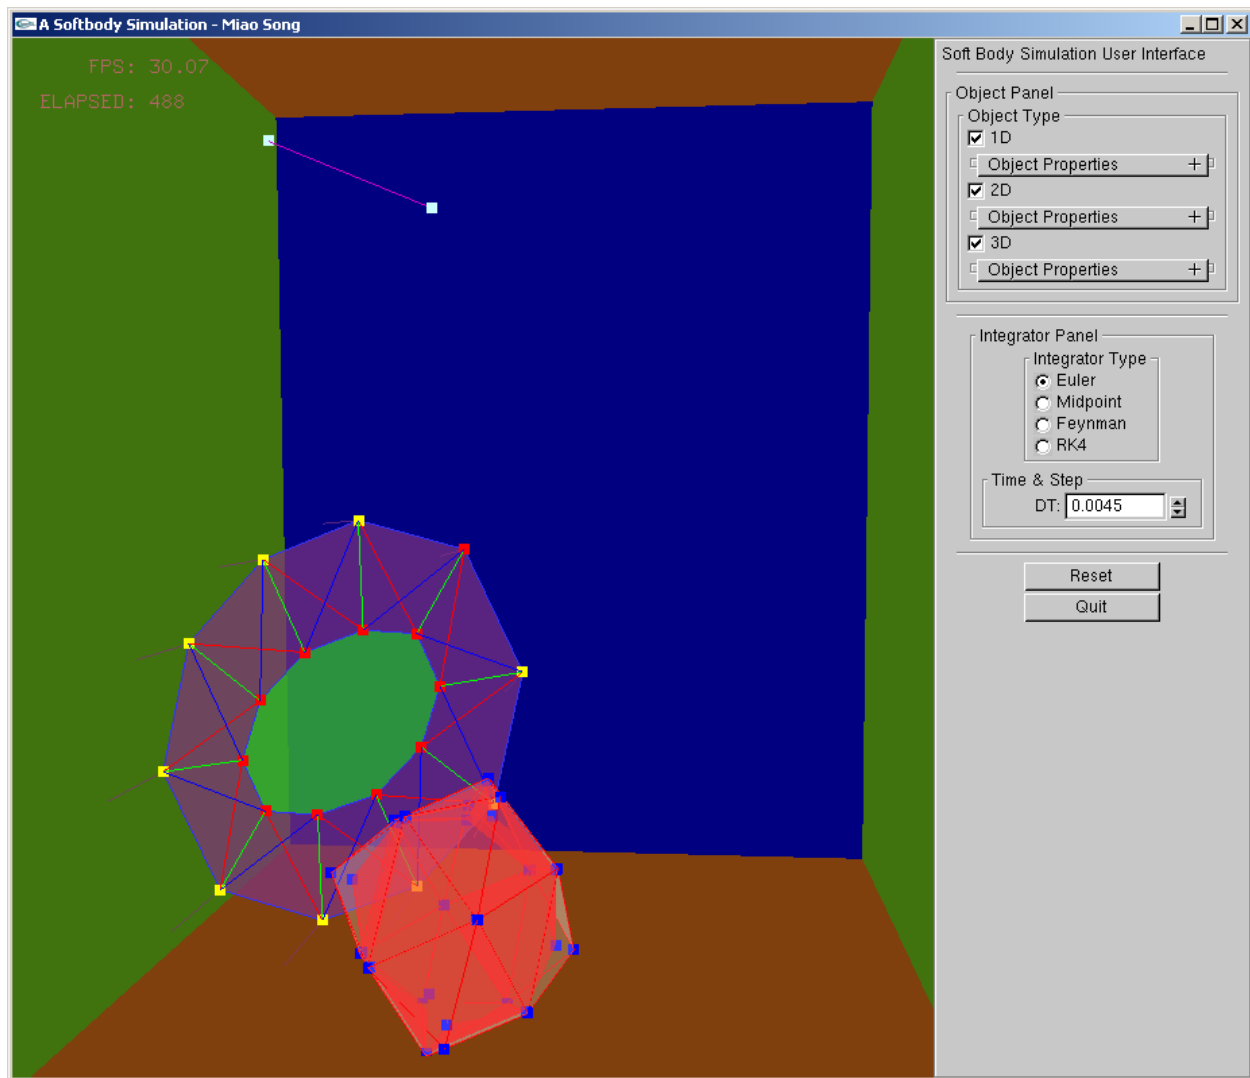 A Softbody Simulation - Miao Song
FPS: 30.07
ELAPSED: 488
Soft Body Simulation User Interface
Object Panel
Object Type
1D
Object Properties +
2D
Object Properties +
3D
Object Properties +
Integrator Panel
Integrator Type
Euler
Midpoint
Feynman
RK4
Time & Step
DT: 0.0045
Reset
Quit